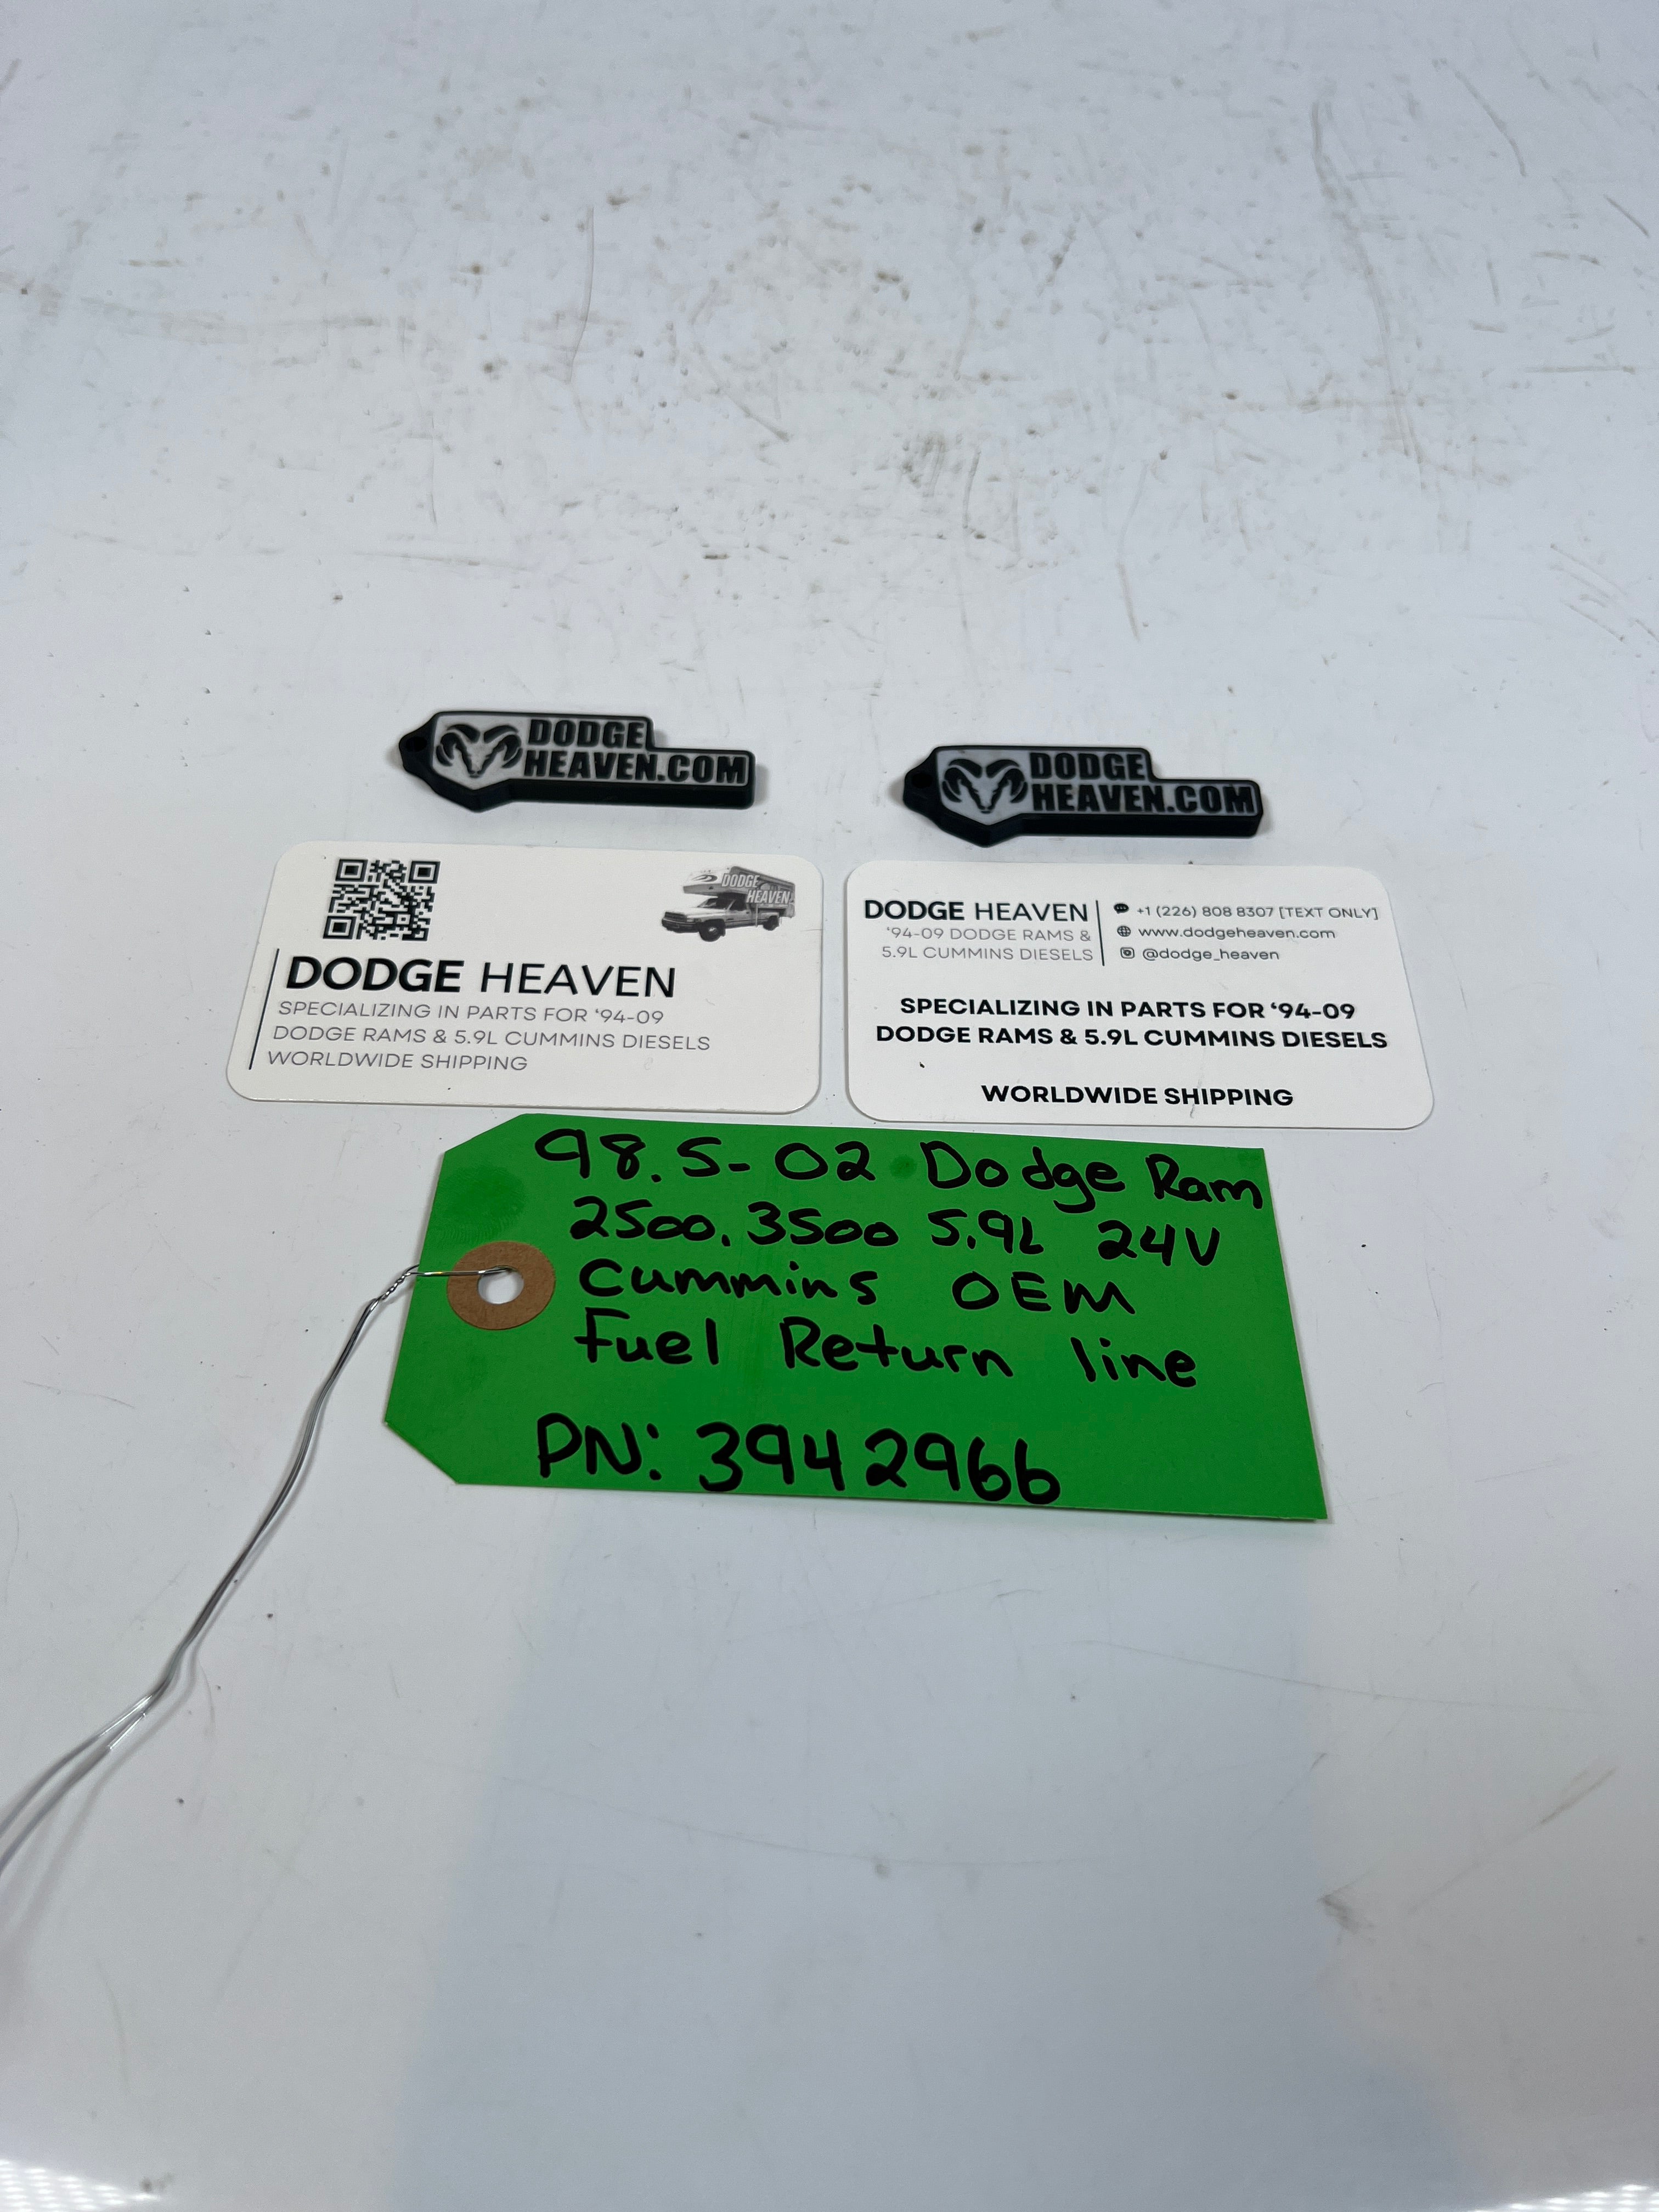 DODGE
HEAVEN.COM
DODGE
HEAVEN.COM
DODGE
HEAVEN
DODGE HEAVEN
SPECIALIZING IN PARTS FOR ‘94-09
DODGE RAMS & 5.9L CUMMINS DIESELS
WORLDWIDE SHIPPING
DODGE HEAVEN
‘94-09 DODGE RAMS &
5.9L CUMMINS DIESELS
+1 (226) 808 8307 [TEXT ONLY]
www.dodgeheaven.com
@dodge_heaven
SPECIALIZING IN PARTS FOR ‘94-09
DODGE RAMS & 5.9L CUMMINS DIESELS
WORLDWIDE SHIPPING
98.5-02 Dodge Ram
2500, 3500 5.9L 24V
Cummins OEM
Fuel Return line
PN: 3942966